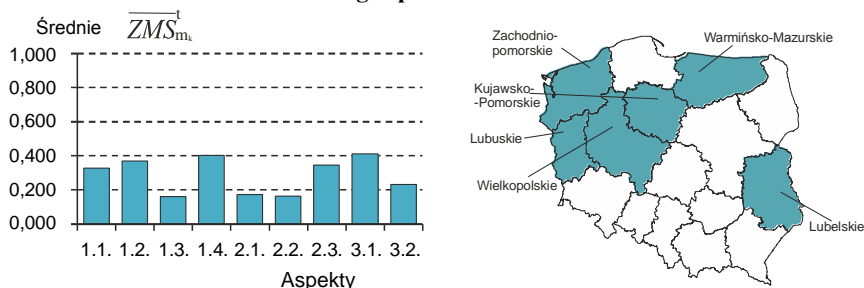 Średnie ZMS t m k
1,000
0,800
0,600
0,400
0,200
0,000
1.1. 1.2. 1.3. 1.4. 2.1. 2.2. 2.3. 3.1. 3.2.
Aspekty
Zachodnio-
pomorskie
Warmińsko-Mazurskie
Kujawsko-
-Pomorskie
Lubuskie
Wielkopolskie
Lubelskie